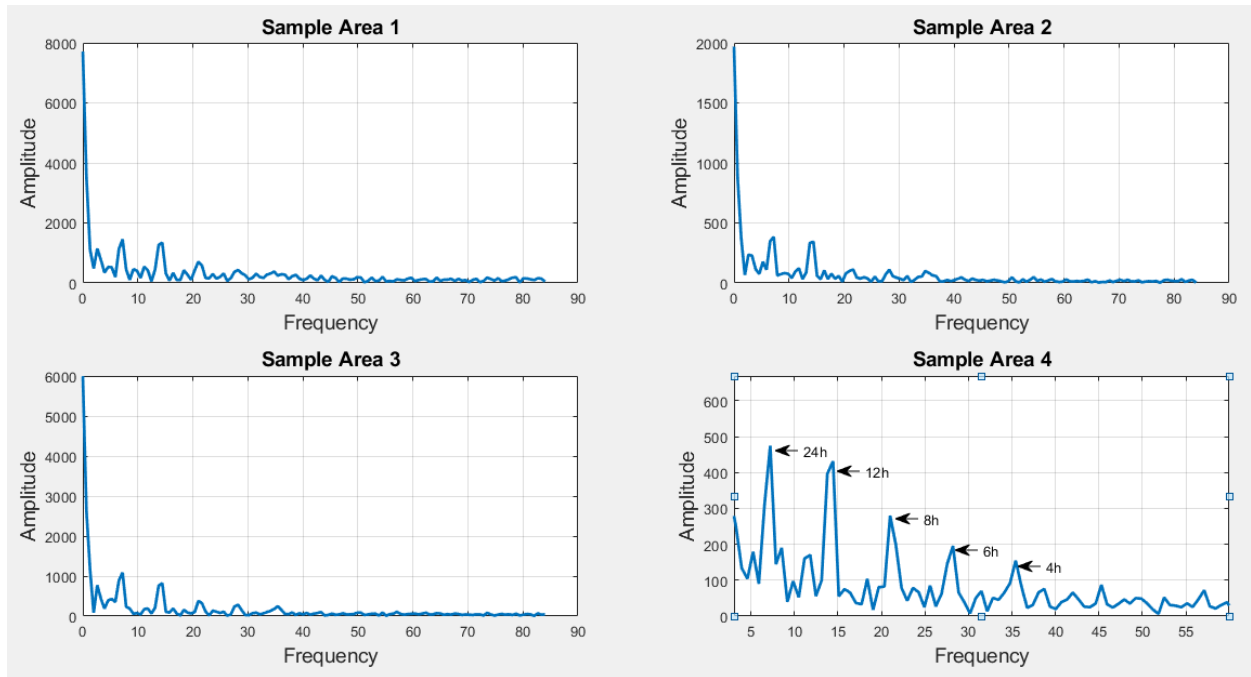 Sample Area 1
8000
6000
4000
2000
0
Amplitude
0 10 20 30 40 50 60 70 80 90
Frequency
Sample Area 2
2000
1500
1000
500
0
Amplitude
0 10 20 30 40 50 60 70 80 90
Frequency
Sample Area 3
6000
5000
4000
3000
2000
1000
0
Amplitude
0 10 20 30 40 50 60 70 80 90
Frequency
Sample Area 4
600
500
400
300
200
100
0
Amplitude
24h
12h
8h
6h
4h
5 10 15 20 25 30 35 40 45 50 55
Frequency